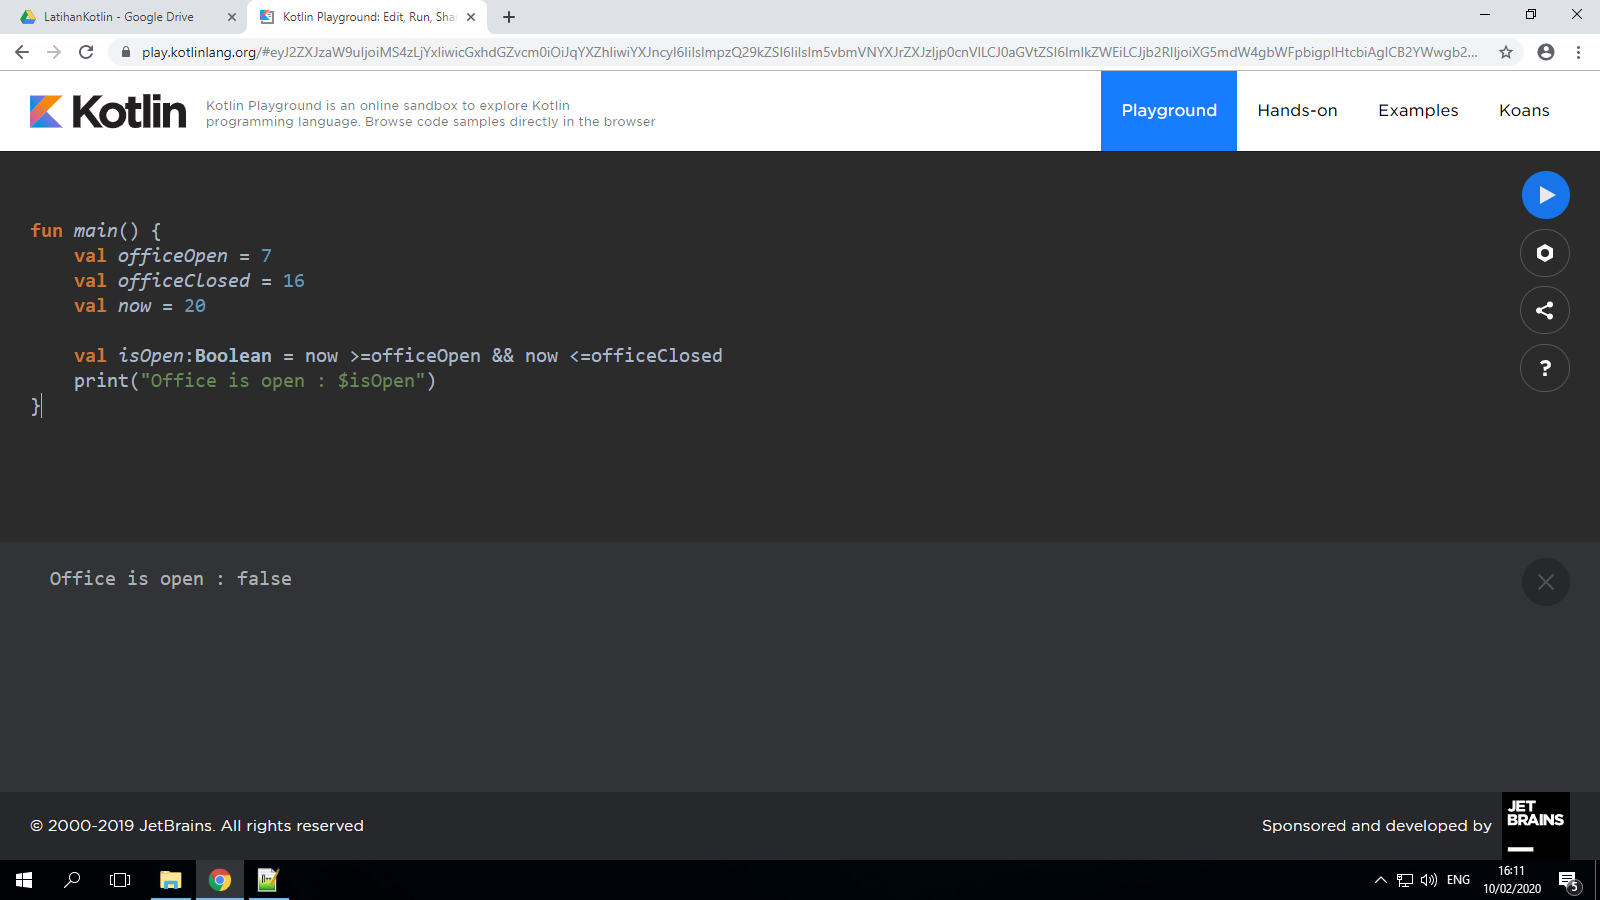 LatihanKotlin - Google Drive
Kotlin Playground: Edit, Run, Sha
Kotlin
Kotlin Playground is an online sandbox to explore Kotlin
programming language. Browse code samples directly in the browser
Playground
Hands-on
Examples
Koans
fun main() {
val officeOpen = 7
val officeClosed = 16
val now = 20
val isOpen:Boolean = now >=officeOpen && now <=officeClosed
print("Office is open : $isOpen")
}
?
Office is open : false
© 2000-2019 JetBrains. All rights reserved
Sponsored and developed by
JET
BRAINS
ENG
16:11
10/02/2020
5